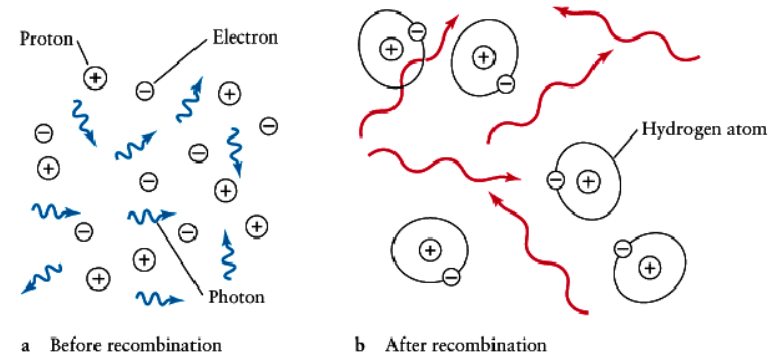 Proton
Electron
Photon
a Before recombination
Hydrogen atom
b After recombination